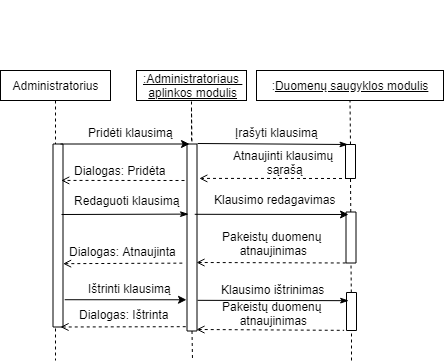 Administratorius
:Administratoriaus
aplinkos modulis
:Duomenų saugyklos modulis
Pridėti klausimą
Įrašyti klausimą
Atnaujinti klausimų
sąrašą
Dialogas: Pridėta
Redaguoti klausimą
Klausimo redagavimas
Pakeistų duomenų
atnaujinimas
Dialogas: Atnaujinta
Ištrinti klausimą
Klausimo ištrinimas
Pakeistų duomenų
atnaujinimas
Dialogas: Ištrinta